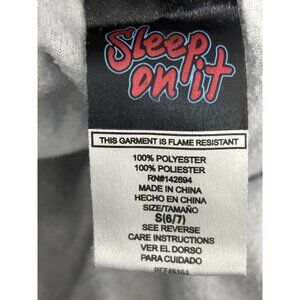 Sleep
on it
THIS GARMENT IS FLAME RESISTANT
100% POLYESTER
100% POLIESTER
RN#142694
MADE IN CHINA
HECHO EN CHINA
SIZE/TAMAÑO
S(6/7)
SEE REVERSE
CARE INSTRUCTIONS
VER EL DORSO
PARA CUIDADO